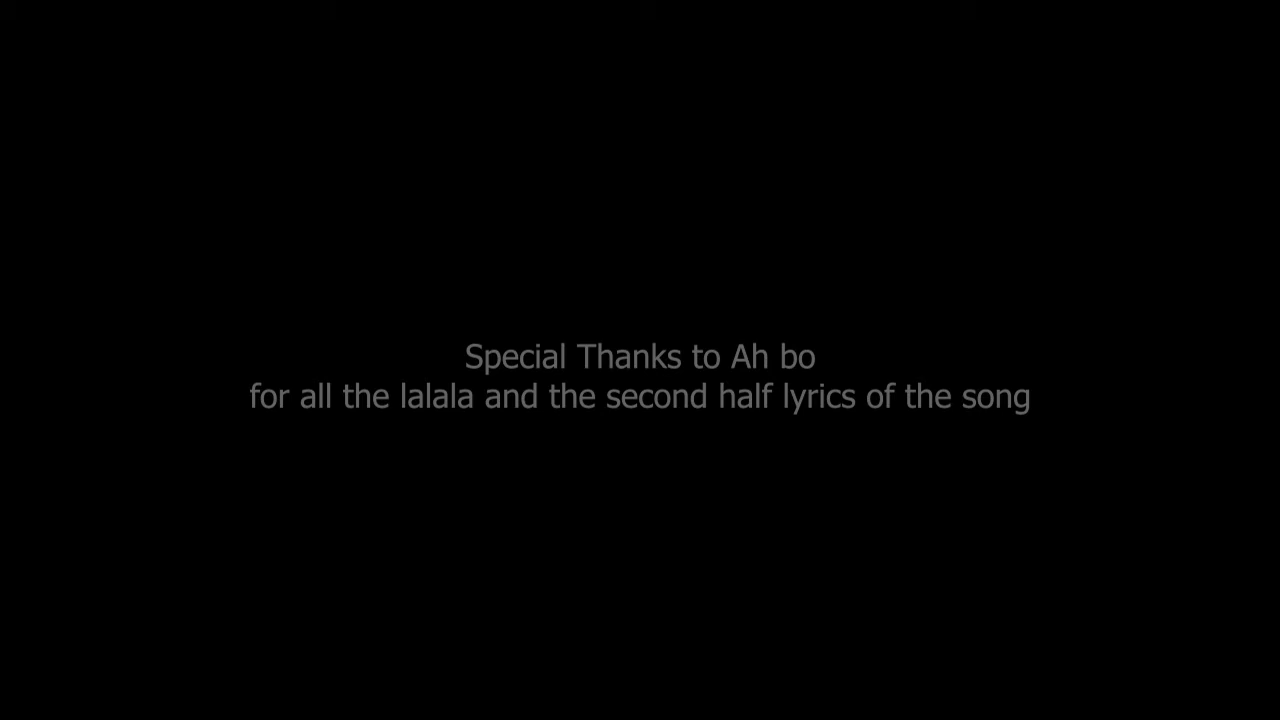 Special Thanks to Ah bo
for all the lalala and the second half lyrics of the song